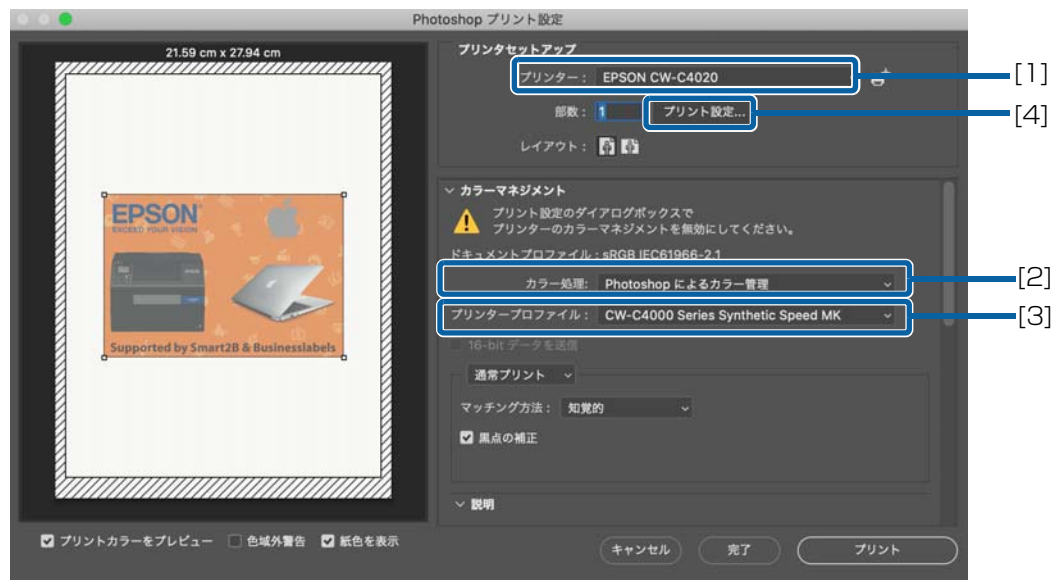 Photoshop プリント設定
21.59 cm x 27.94 cm
EPSON
EXCEED YOUR VISION
Supported by Smart2B & Businesslabels
プリンタセットアップ
プリンター： EPSON CW-C4020
[1]
部数： 1 プリント設定...
[4]
レイアウト：
カラーマネジメント
プリント設定のダイアログボックスで
プリンターのカラーマネジメントを無効にしてください。
ドキュメントプロファイル : sRGB IEC61966-2.1
カラー処理: Photoshop によるカラー管理
[2]
プリンタープロファイル： CW-C4000 Series Synthetic Speed MK
[3]
16-bit データを送信
通常プリント
マッチング方法： 知覚的
黒点の補正
説明
プリントカラーをプレビュー 色域外警告 紙色を表示
キャンセル 完了 プリント